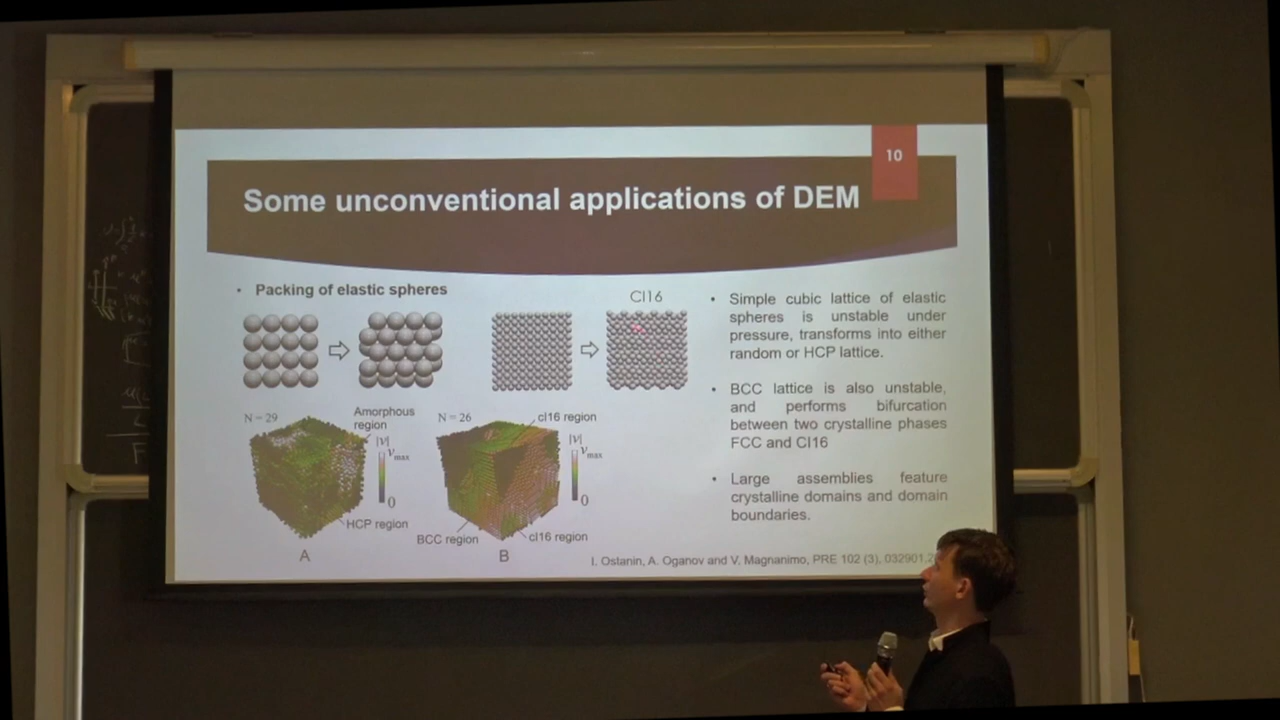 10
Some unconventional applications of DEM
• Packing of elastic spheres
CI16
N = 29
Amorphous
region
|V|
vmax
0
HCP region
A
N = 26
cI16 region
|V|
vmax
0
BCC region
cI16 region
B
• Simple cubic lattice of elastic
spheres is unstable under
pressure, transforms into either
random or HCP lattice.
• BCC lattice is also unstable,
and performs bifurcation
between two crystalline phases
FCC and CI16
• Large assemblies feature
crystalline domains and domain
boundaries.
I. Ostanin, A. Oganov and V. Magnanimo, PRE 102 (3), 032901